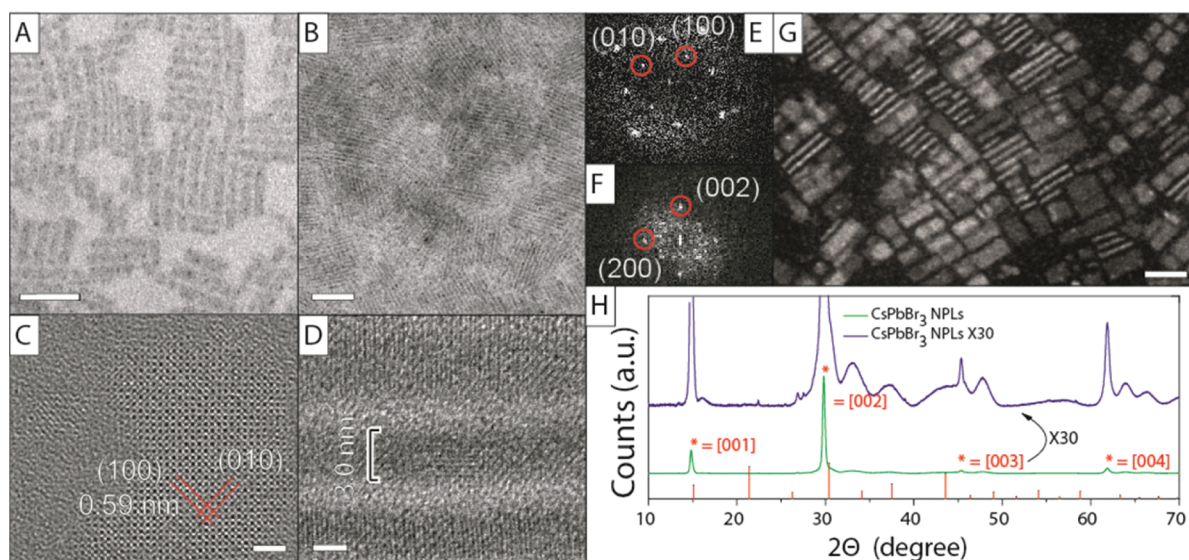 A
B
(010)
(100)
E
G
F
(002)
(200)
C
(100)
(010)
0.59 nm
D
3.0 nm
H
CsPbBr3 NPLs
CsPbBr3 NPLs X30
*
= [002]
* = [001]
X30
* = [003]
* = [004]
Counts (a.u.)
10 20 30 40 50 60 70
2Θ (degree)